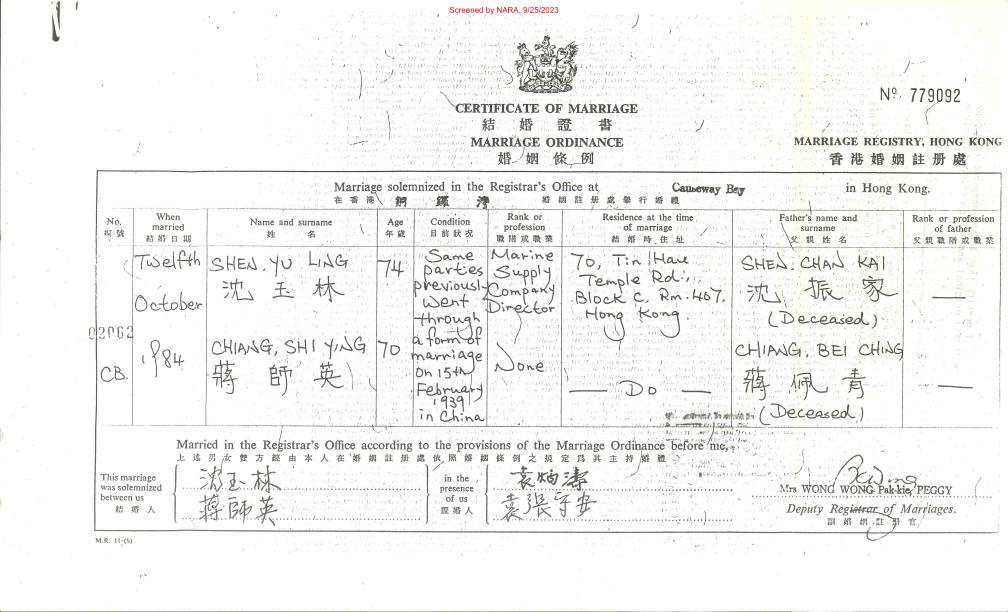 Screened by NARA, 9/25/2023
Nº 779092
CERTIFICATE OF MARRIAGE
結婚證書
MARRIAGE ORDINANCE
婚姻條例
MARRIAGE REGISTRY, HONG KONG
香港婚姻註册處
Marriage solemnized in the Registrar's Office at Causeway Bay in Hong Kong.
在香港 銅鑼灣 婚姻註册處舉行婚禮
No. 編號
When married 結婚日期
Name and surname 姓名
Age 年歲
Condition 目前狀況
Rank or profession 職階或職業
Residence at the time of marriage 結婚時住址
Father's name and surname 父親姓名
Rank or profession of father 父親職階或職業
02062
CB.
Twelfth
October
1984
SHEN, YU LING
沈玉林
74
Same
parties
previously
went
through
a form of
marriage
on 15th
February
1939
in China
Marine
Supply
Company
Director
70, Tin Hau
Temple Rd.,
Block C, Rm. 407,
Hong Kong.
SHEN, CHAN KAI
沈振家
(Deceased)
—
CHIANG, SHI YING
蔣師英
70
None
— Do —
CHIANG, BEI CHING
蔣佩青
(Deceased)
—
Married in the Registrar's Office according to the provisions of the Marriage Ordinance before me,
上述男女雙方經由本人在婚姻註册處依照婚姻條例之規定為其主持婚禮
This marriage
was solemnized
between us
結婚人
沈玉林
蔣師英
in the
presence
of us
證婚人
袁炳濤
袁張守安
Mrs WONG WONG Pak-kie, PEGGY
Deputy Registrar of Marriages.
副婚姻註册官
M.R. 11 (S)